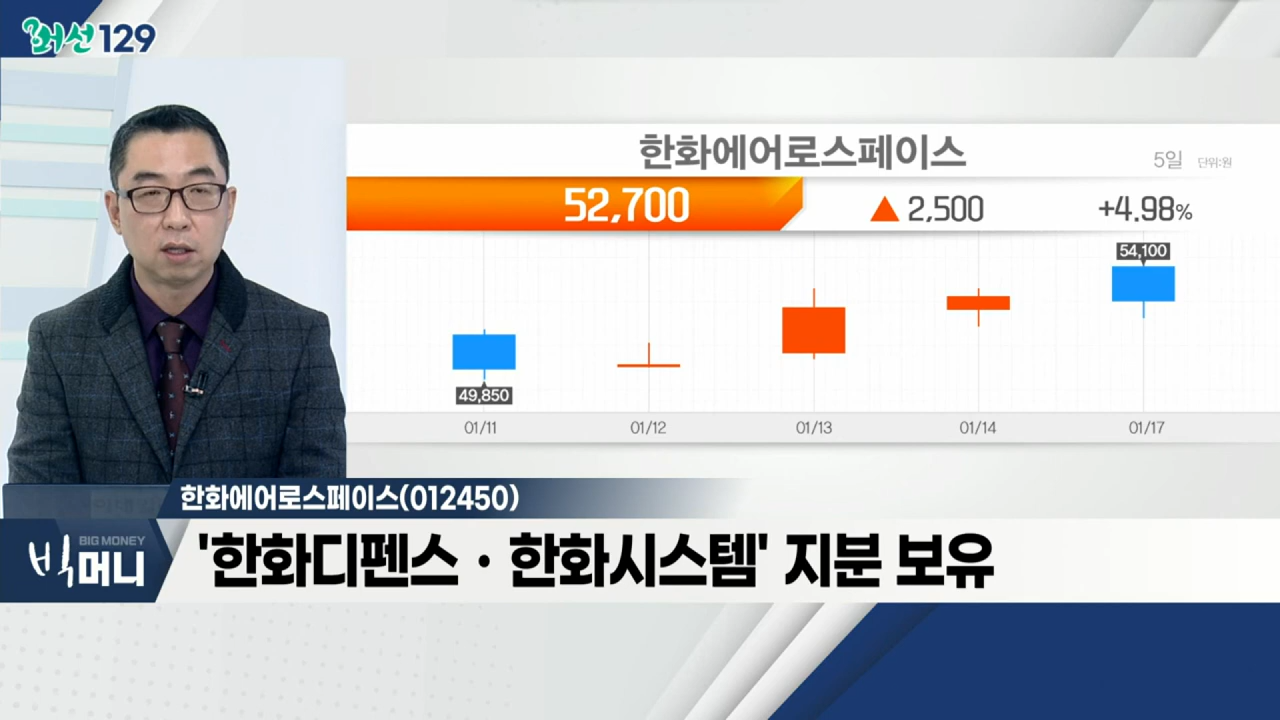 머선129
한화에어로스페이스
5일 단위:원
52,700 ▲ 2,500 +4.98%
54,100
49,850
01/11 01/12 01/13 01/14 01/17
한화에어로스페이스(012450)
BIG MONEY
빅머니
'한화디펜스·한화시스템' 지분 보유